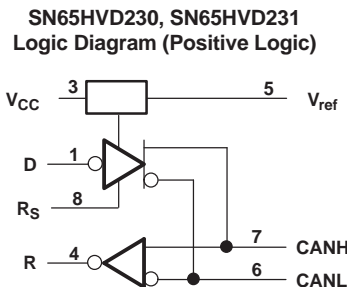 SN65HVD230, SN65HVD231
Logic Diagram (Positive Logic)
3
5
VCC
Vref
1
D
8
RS
7
CANH
4
R
6
CANL